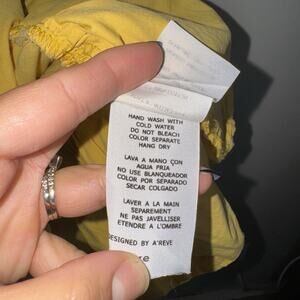 HAND WASH WITH
COLD WATER
DO NOT BLEACH
COLOR SEPARATE
HANG DRY
LAVA A MANO CON
AGUA FRIA
NO USE BLANQUEADOR
COLOR POR SEPARADO
SECAR COLGADO
LAVER A LA MAIN
SEPAREMENT
NE PAS JAVELLISER
ETENDRE A L'OMBRE
DESIGNED BY A'REVE